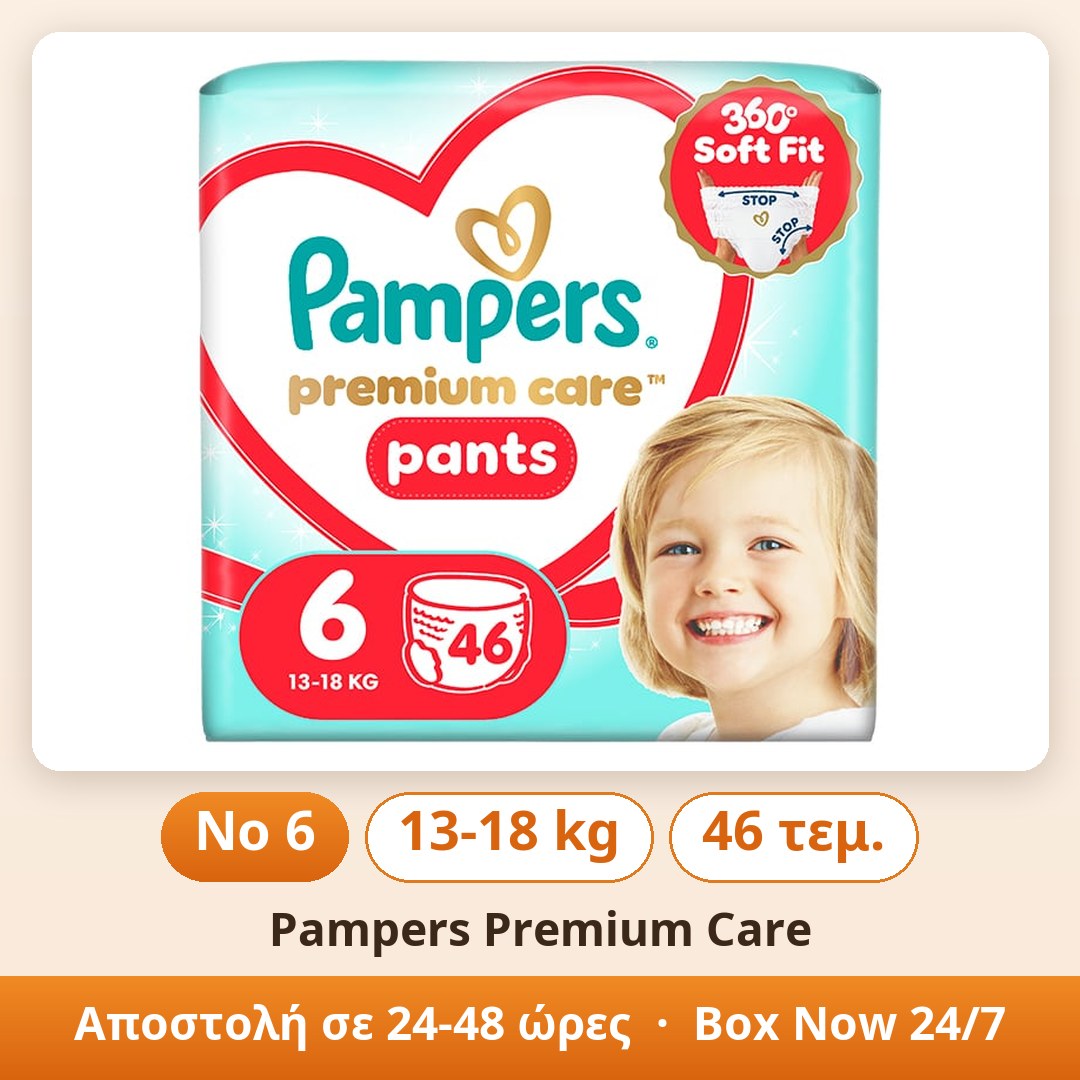 360°
Soft Fit
STOP
STOP
Pampers®
premium care™
pants
6
46
13-18 KG
No 6
13-18 kg
46 τεμ.
Pampers Premium Care
Αποστολή σε 24-48 ώρες · Box Now 24/7